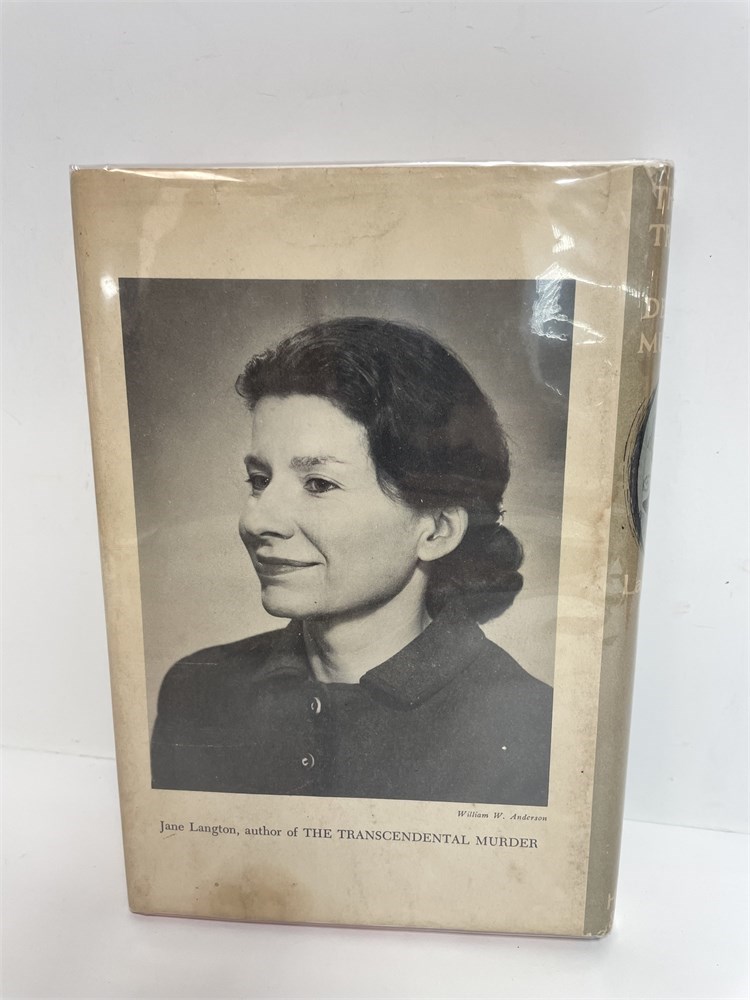 William W. Anderson
Jane Langton, author of THE TRANSCENDENTAL MURDER